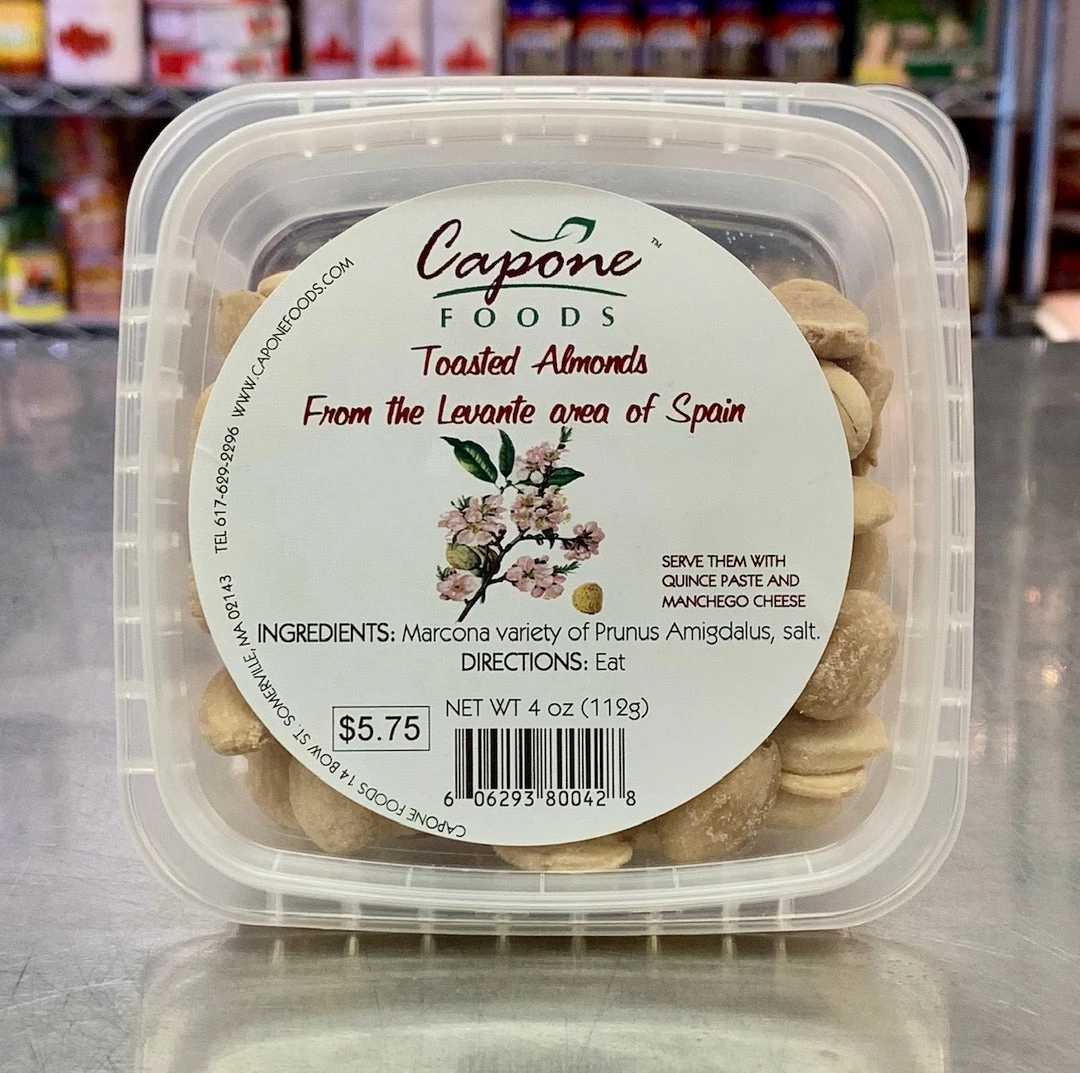 Capone™
FOODS
Toasted Almonds
From the Levante area of Spain
SERVE THEM WITH
QUINCE PASTE AND
MANCHEGO CHEESE
INGREDIENTS: Marcona variety of Prunus Amigdalus, salt.
DIRECTIONS: Eat
NET WT 4 oz (112g)
$5.75
6 06293 80042 8
CAPONE FOODS 14 BOW ST. SOMERVILLE, MA 02143 TEL 617-629-2296 WWW.CAPONEFOODS.COM